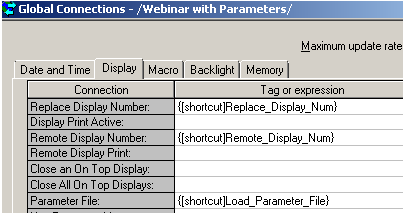 Global Connections - /Webinar with Parameters/
Maximum update rate
Date and Time Display Macro Backlight Memory
Connection Tag or expression
Replace Display Number: {[shortcut]Replace_Display_Num}
Display Print Active:
Remote Display Number: {[shortcut]Remote_Display_Num}
Remote Display Print:
Close an On Top Display:
Close All On Top Displays:
Parameter File: {[shortcut]Load_Parameter_File}